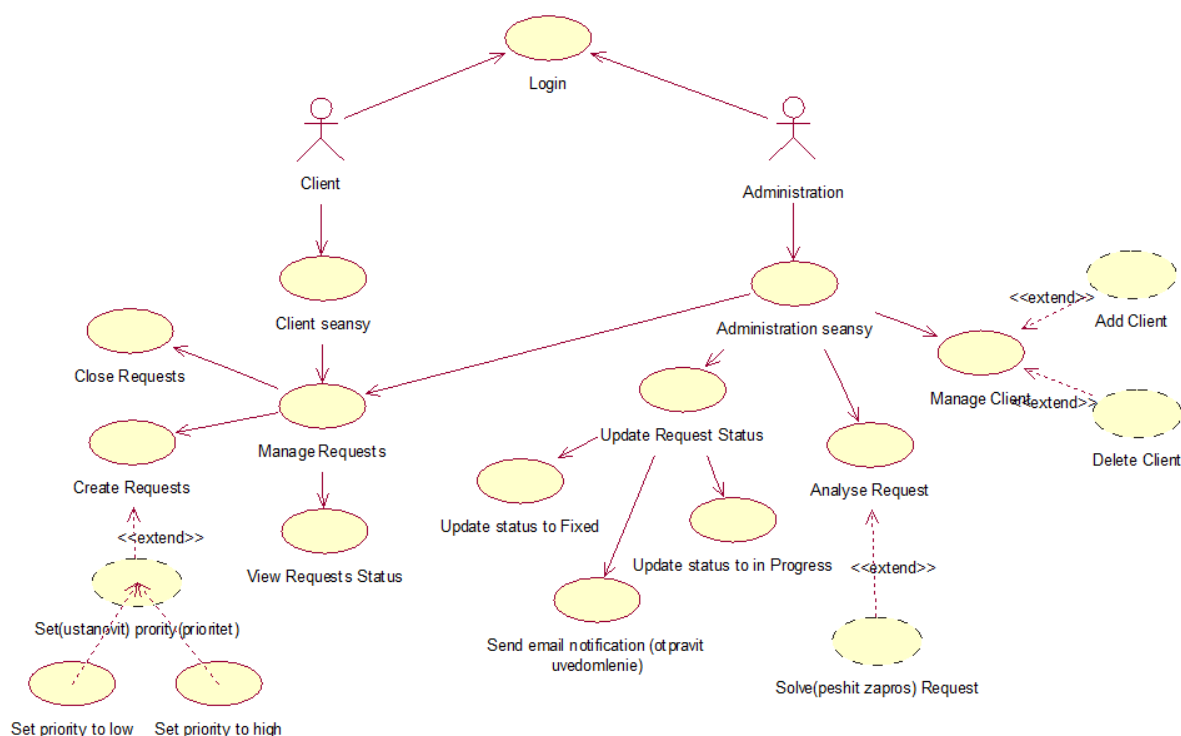 Login
Client
Administration
<<extend>>
Add Client
Client seansy
Administration seansy
Close Requests
Manage Client
<<extend>>
Manage Requests
Update Request Status
Delete Client
Create Requests
Analyse Request
Update status to Fixed
<<extend>>
View Requests Status
Update status to in Progress
<<extend>>
Set(ustanovit) prority(prioritet)
Send email notification (otpravit
uvedomlenie)
Solve(peshit zapros) Request
Set priority to low
Set priority to high